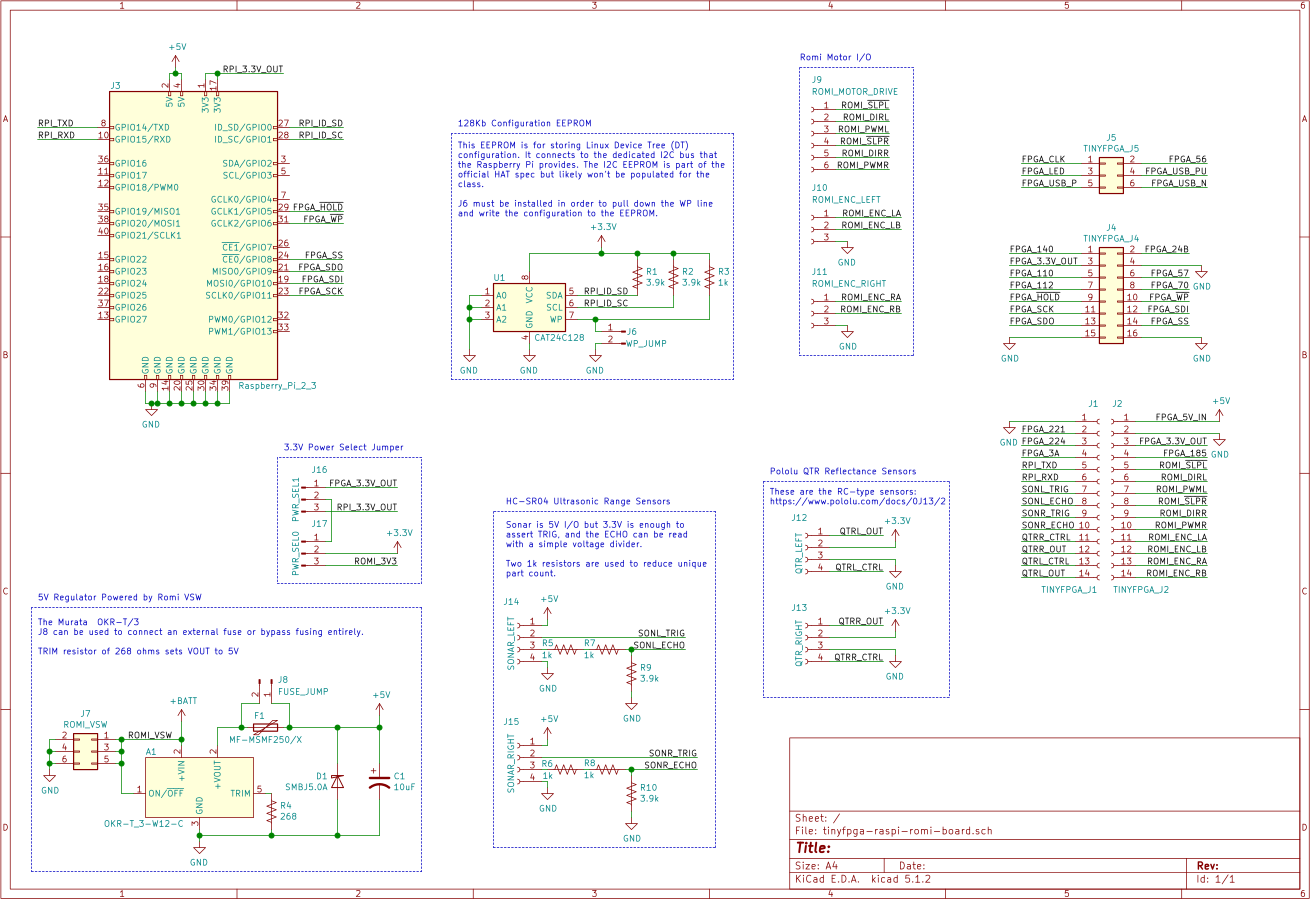 1 2 3 4 5 6
A
B
C
D
+5V
RPI_3.3V_OUT
J3
2 4 1 17
5V 5V 3V3 3V3
RPI_TXD 8 GPIO14/TXD
RPI_RXD 10 GPIO15/RXD
36 GPIO16
11 GPIO17
12 GPIO18/PWM0
35 GPIO19/MISO1
38 GPIO20/MOSI1
40 GPIO21/SCLK1
15 GPIO22
16 GPIO23
18 GPIO24
22 GPIO25
37 GPIO26
13 GPIO27
ID_SD/GPIO0 27 RPI_ID_SD
ID_SC/GPIO1 28 RPI_ID_SC
SDA/GPIO2 3
SCL/GPIO3 5
GCLK0/GPIO4 7
GCLK1/GPIO5 29 FPGA_HOLD
GCLK2/GPIO6 31 FPGA_WP
CE1/GPIO7 26
CE0/GPIO8 24 FPGA_SS
MISO0/GPIO9 21 FPGA_SDO
MOSI0/GPIO10 19 FPGA_SDI
SCLK0/GPIO11 23 FPGA_SCK
PWM0/GPIO12 32
PWM1/GPIO13 33
GND GND GND GND GND GND GND GND
6 9 14 20 25 30 34 39
Raspberry_Pi_2_3
GND
128Kb Configuration EEPROM
This EEPROM is for storing Linux Device Tree (DT)
configuration. It connects to the dedicated I2C bus that
the Raspberry Pi provides. The I2C EEPROM is part of the
official HAT spec but likely won't be populated for the
class.
J6 must be installed in order to pull down the WP line
and write the configuration to the EEPROM.
+3.3V
U1
8
VCC
1 A0
2 A1
3 A2
SDA 5 RPI_ID_SD
SCL 6 RPI_ID_SC
WP 7
GND
4
CAT24C128
R1
3.9k
R2
3.9k
R3
1k
1 J6
2 WP_JUMP
GND
GND
GND
Romi Motor I/O
J9
ROMI_MOTOR_DRIVE
1 ROMI_SLPL
2 ROMI_DIRL
3 ROMI_PWML
4 ROMI_SLPR
5 ROMI_DIRR
6 ROMI_PWMR
J10
ROMI_ENC_LEFT
1 ROMI_ENC_LA
2 ROMI_ENC_LB
3
GND
J11
ROMI_ENC_RIGHT
1 ROMI_ENC_RA
2 ROMI_ENC_RB
3
GND
J5
TINYFPGA_J5
FPGA_CLK 1 2 FPGA_56
FPGA_LED 3 4 FPGA_USB_PU
FPGA_USB_P 5 6 FPGA_USB_N
J4
TINYFPGA_J4
FPGA_140 1 2 FPGA_24B
FPGA_3.3V_OUT 3 4
FPGA_110 5 6 FPGA_57
FPGA_112 7 8 FPGA_70
FPGA_HOLD 9 10 FPGA_WP
FPGA_SCK 11 12 FPGA_SDI
FPGA_SDO 13 14 FPGA_SS
15 16
GND
GND
GND
J1 J2
+5V
1 1 FPGA_5V_IN
GND FPGA_221 2 2
FPGA_224 3 3 FPGA_3.3V_OUT
GND
FPGA_3A 4 4 FPGA_185
RPI_TXD 5 5 ROMI_SLPL
RPI_RXD 6 6 ROMI_DIRL
SONL_TRIG 7 7 ROMI_PWML
SONL_ECHO 8 8 ROMI_SLPR
SONR_TRIG 9 9 ROMI_DIRR
SONR_ECHO 10 10 ROMI_PWMR
QTRR_CTRL 11 11 ROMI_ENC_LA
QTRR_OUT 12 12 ROMI_ENC_LB
QTRL_CTRL 13 13 ROMI_ENC_RA
QTRL_OUT 14 14 ROMI_ENC_RB
TINYFPGA_J1 TINYFPGA_J2
3.3V Power Select Jumper
J16
PWR_SEL1
1 FPGA_3.3V_OUT
2
3 RPI_3.3V_OUT
J17
PWR_SEL0
1
2
3 ROMI_3V3
+3.3V
HC-SR04 Ultrasonic Range Sensors
Sonar is 5V I/O but 3.3V is enough to
assert TRIG, and the ECHO can be read
with a simple voltage divider.
Two 1k resistors are used to reduce unique
part count.
J14
SONAR_LEFT
+5V
1
2 SONL_TRIG
3 SONL_ECHO
4
R5
1k
R7
1k
R9
3.9k
GND
GND
J15
SONAR_RIGHT
+5V
1
2 SONR_TRIG
3 SONR_ECHO
4
R6
1k
R8
1k
R10
3.9k
GND
GND
Pololu QTR Reflectance Sensors
These are the RC-type sensors:
https://www.pololu.com/docs/0J13/2
J12
QTR_LEFT
1 QTRL_OUT
2
3
4 QTRL_CTRL
+3.3V
GND
J13
QTR_RIGHT
1 QTRR_OUT
2
3
4 QTRR_CTRL
+3.3V
GND
5V Regulator Powered by Romi VSW
The Murata OKR-T/3
J8 can be used to connect an external fuse or bypass fusing entirely.
TRIM resistor of 268 ohms sets VOUT to 5V
J7
ROMI_VSW
2 1
4 3
6 5
GND
ROMI_VSW
+BATT
A1
2 2
+VIN +VOUT
1 ON/OFF
TRIM 5
GND
3
OKR-T_3-W12-C
R4
268
GND
J8
FUSE_JUMP
2 1
F1
MF-MSMF250/X
+5V
D1
SMBJ5.0A
C1
10uF
Sheet: /
File: tinyfpga-raspi-romi-board.sch
Title:
Size: A4 Date: Rev:
KiCad E.D.A. kicad 5.1.2 Id: 1/1
1 2 3 4 5 6
A
B
C
D